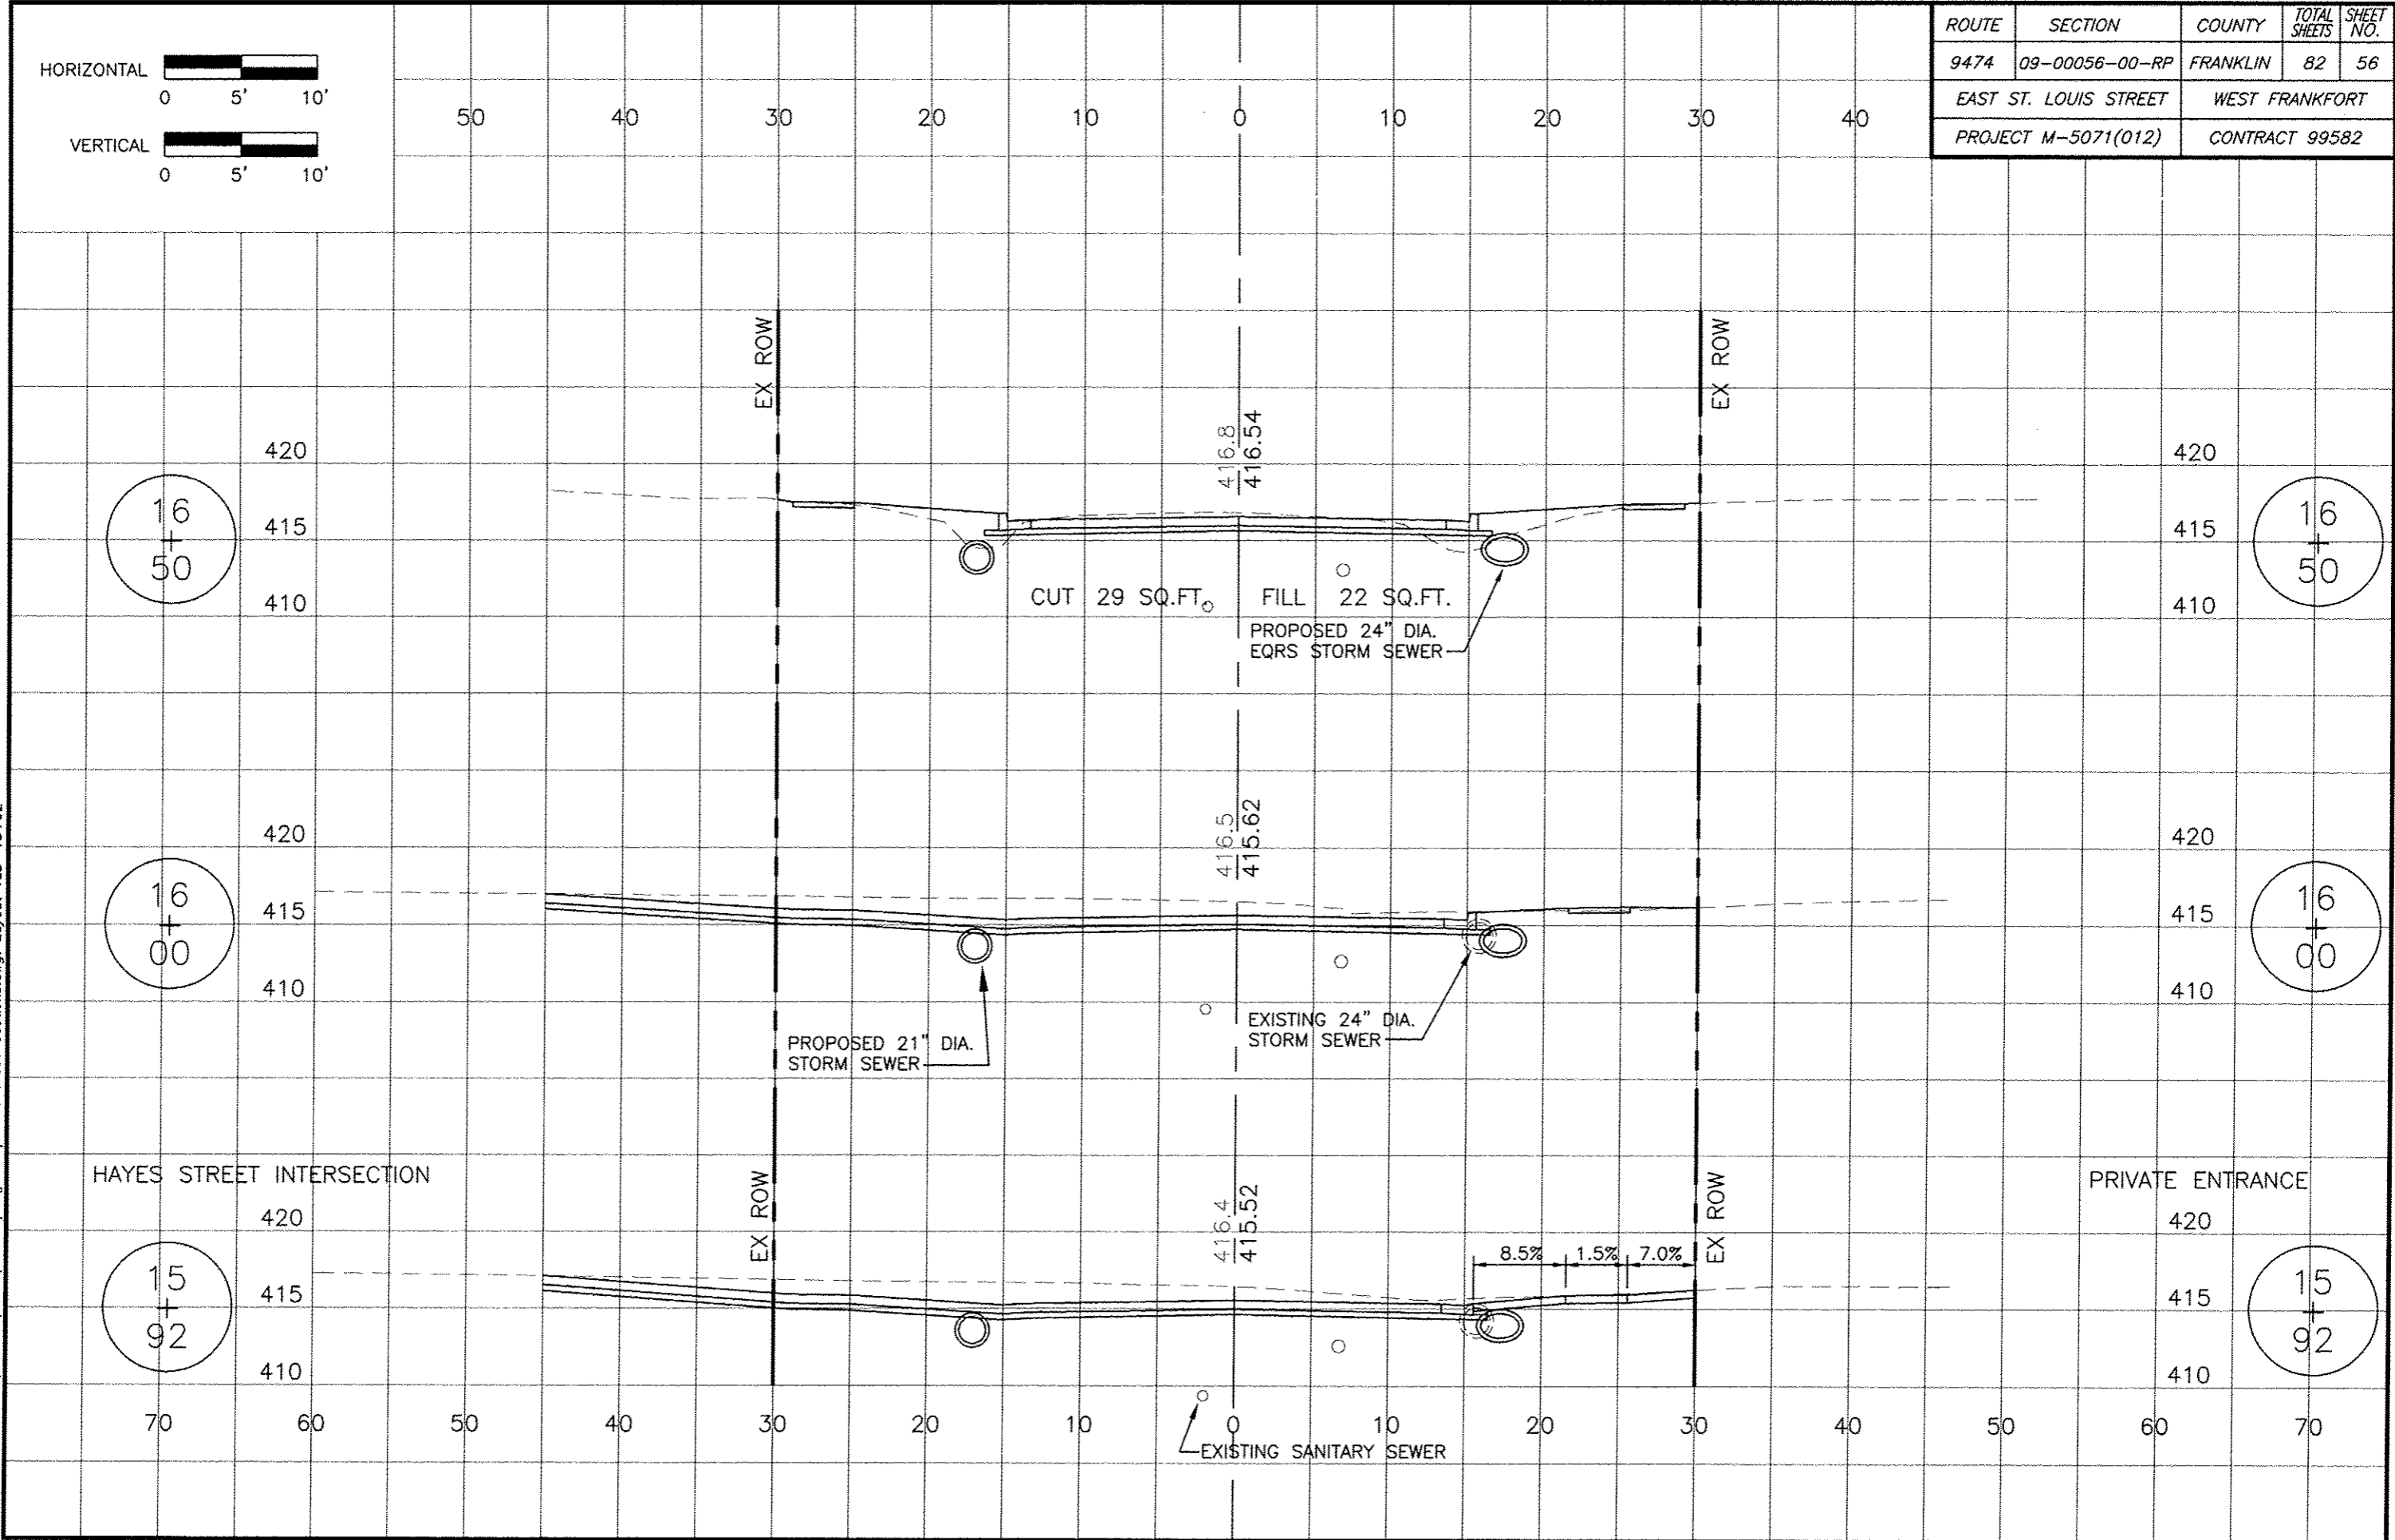 ROUTE SECTION COUNTY TOTAL SHEETS SHEET NO.
9474 09-00056-00-RP FRANKLIN 82 56
EAST ST. LOUIS STREET WEST FRANKFORT
PROJECT M-5071(012) CONTRACT 99582
HORIZONTAL
0 5' 10'
VERTICAL
0 5' 10'
50 40 30 20 10 0 10 20 30 40
EX ROW
EX ROW
416.8
416.54
420 420
16 + 50
415 415
16 + 50
410 410
CUT 29 SQ.FT. FILL 22 SQ.FT.
PROPOSED 24" DIA.
EQRS STORM SEWER
416.5
415.62
420 420
16 + 00
415 415
16 + 00
410 410
PROPOSED 21" DIA.
STORM SEWER
EXISTING 24" DIA.
STORM SEWER
HAYES STREET INTERSECTION
PRIVATE ENTRANCE
EX ROW
EX ROW
416.4
415.52
420 420
8.5% 1.5% 7.0%
15 + 92
415 415
15 + 92
410 410
70 60 50 40 30 20 10 0 10 20 30 40 50 60 70
EXISTING SANITARY SEWER